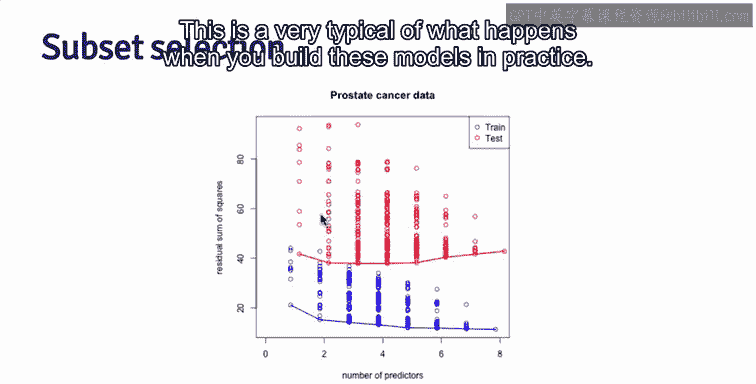 This is a very typical of what happens
when you build these models in practice.
Subset selection
Prostate cancer data
Train
Test
residual sum of squares
80
60
40
20
0
2
4
6
8
number of predictors